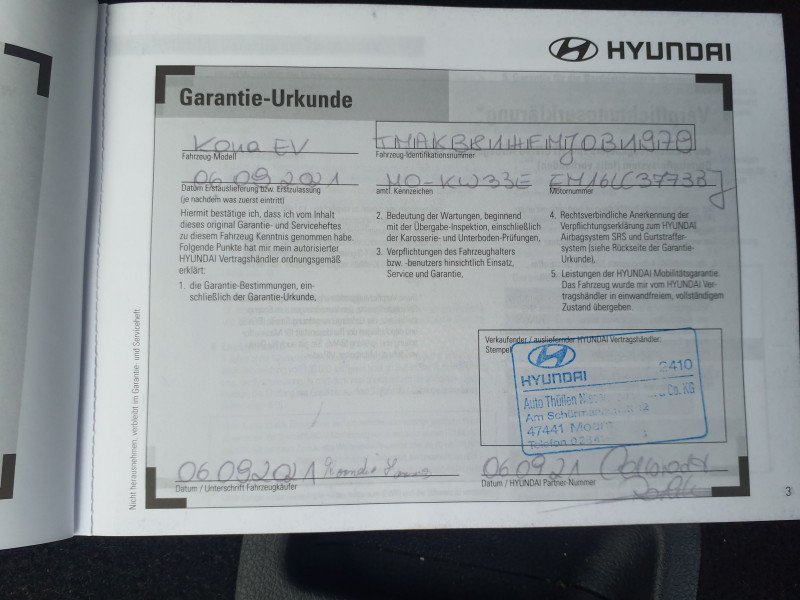 HYUNDAI
Garantie-Urkunde
Kona EV
Fahrzeug-Modell
Fahrzeug-Identifikationsnummer
06.09.2021
Datum Erstauslieferung bzw. Erstzulassung
(je nachdem was zuerst eintritt)
MO-KW33E
amtl. Kennzeichen
Motornummer
Hiermit bestätige ich, dass ich vom Inhalt
dieses original Garantie- und Serviceheftes
zu diesem Fahrzeug Kenntnis genommen habe.
Folgende Punkte hat mir mein autorisierter
HYUNDAI Vertragshändler ordnungsgemäß
erklärt:
1. die Garantie-Bestimmungen, ein-
schließlich der Garantie-Urkunde,
2. Bedeutung der Wartungen, beginnend
mit der Übergabe-Inspektion, einschließlich
der Karosserie- und Unterboden-Prüfungen,
3. Verpflichtungen des Fahrzeughalters
bzw. -benutzers hinsichtlich Einsatz,
Service und Garantie,
4. Rechtsverbindliche Anerkennung der
Verpflichtungserklärung zum HYUNDAI
Airbagsystem SRS und Gurtstraffer-
system (siehe Rückseite der Garantie-
Urkunde),
5. Leistungen der HYUNDAI Mobilitätsgarantie.
Das Fahrzeug wurde mir vom HYUNDAI Ver-
tragshändler in einwandfreiem, vollständigem
Zustand übergeben.
Verkaufender / ausliefernder HYUNDAI Vertragshändler:
Stempel
HYUNDAI
Auto Thüllen Co. KG
Am
47441
Telefon
06.09.2021
Datum / Unterschrift Fahrzeugkäufer
06.09.21
Datum / HYUNDAI Partner-Nummer
Nicht herausnehmen, verbleibt im Garantie- und Serviceheft
3